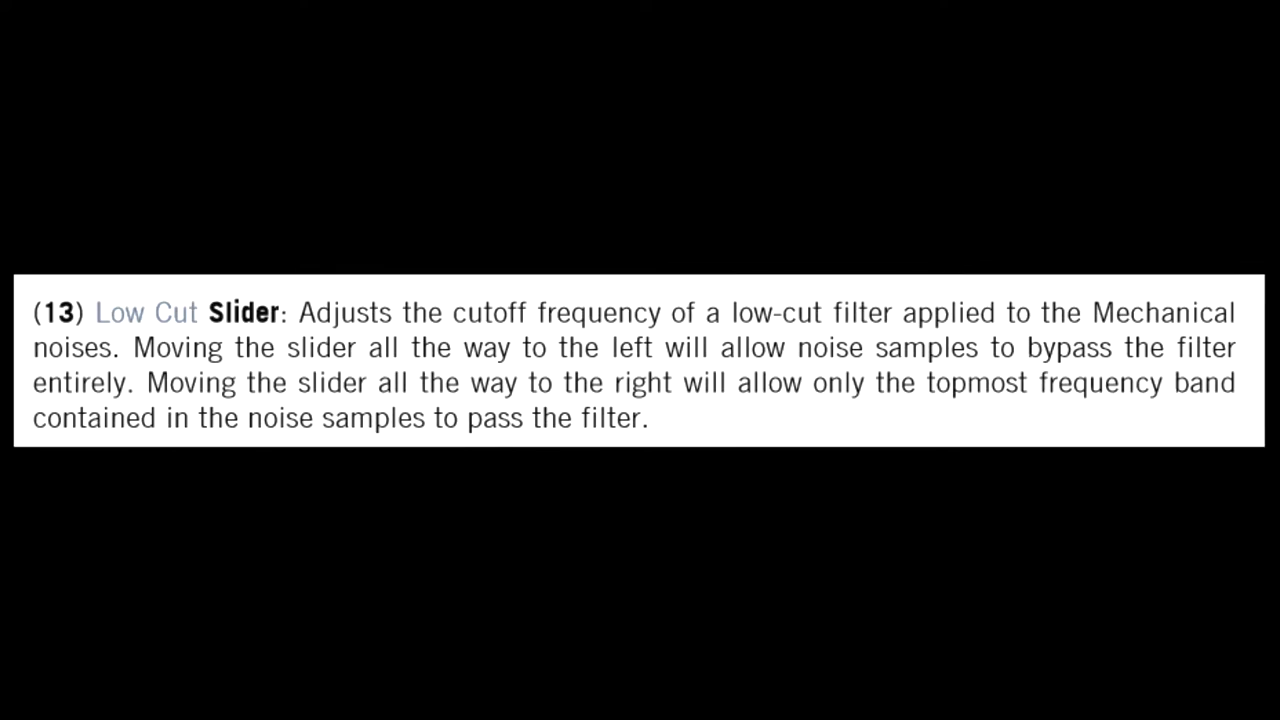 (13) Low Cut Slider: Adjusts the cutoff frequency of a low-cut filter applied to the Mechanical
noises. Moving the slider all the way to the left will allow noise samples to bypass the filter
entirely. Moving the slider all the way to the right will allow only the topmost frequency band
contained in the noise samples to pass the filter.